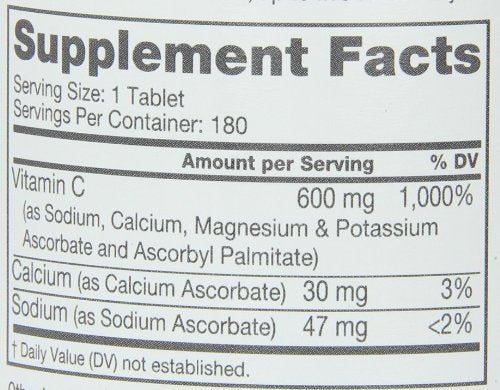 Supplement Facts
Serving Size: 1 Tablet
Servings Per Container: 180
Amount per Serving % DV
Vitamin C 600 mg 1,000%
(as Sodium, Calcium, Magnesium & Potassium
Ascorbate and Ascorbyl Palmitate)
Calcium (as Calcium Ascorbate) 30 mg 3%
Sodium (as Sodium Ascorbate) 47 mg <2%
† Daily Value (DV) not established.